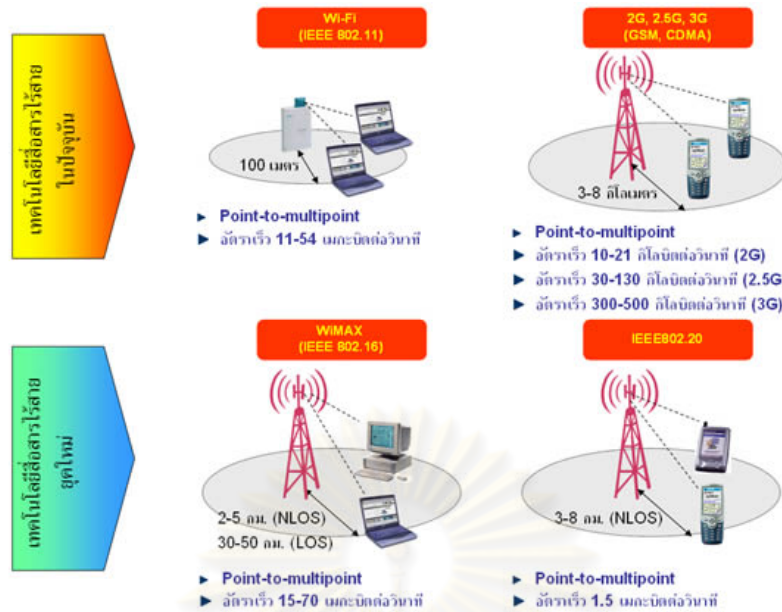 เทคโนโลยีสื่อสารไร้สาย
ในปัจจุบัน
Wi-Fi
(IEEE 802.11)
100 เมตร
► Point-to-multipoint
► อัตราเร็ว 11-54 เมกะบิตต่อวินาที
2G, 2.5G, 3G
(GSM, CDMA)
3-8 กิโลเมตร
► Point-to-multipoint
► อัตราเร็ว 10-21 กิโลบิตต่อวินาที (2G)
► อัตราเร็ว 30-130 กิโลบิตต่อวินาที (2.5G
► อัตราเร็ว 300-500 กิโลบิตต่อวินาที (3G)
เทคโนโลยีสื่อสารไร้สาย
ยุคใหม่
WiMAX
(IEEE 802.16)
2-5 กม. (NLOS)
30-50 กม. (LOS)
► Point-to-multipoint
► อัตราเร็ว 15-70 เมกะบิตต่อวินาที
IEEE802.20
3-8 กม. (NLOS)
► Point-to-multipoint
► อัตราเร็ว 1.5 เมกะบิตต่อวินาที